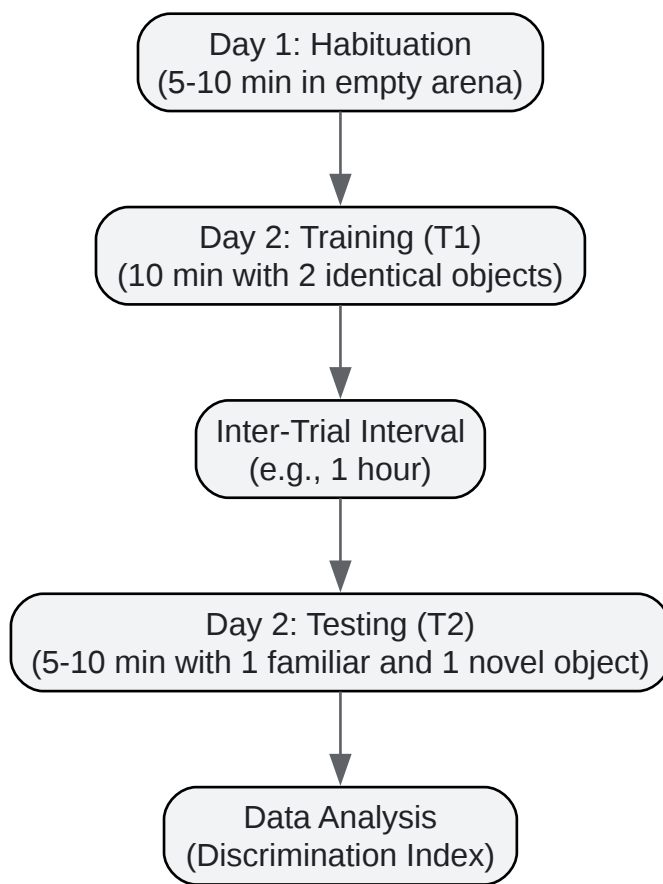 Day 1: Habituation
(5-10 min in empty arena)
Day 2: Training (T1)
(10 min with 2 identical objects)
Inter-Trial Interval
(e.g., 1 hour)
Day 2: Testing (T2)
(5-10 min with 1 familiar and 1 novel object)
Data Analysis
(Discrimination Index)